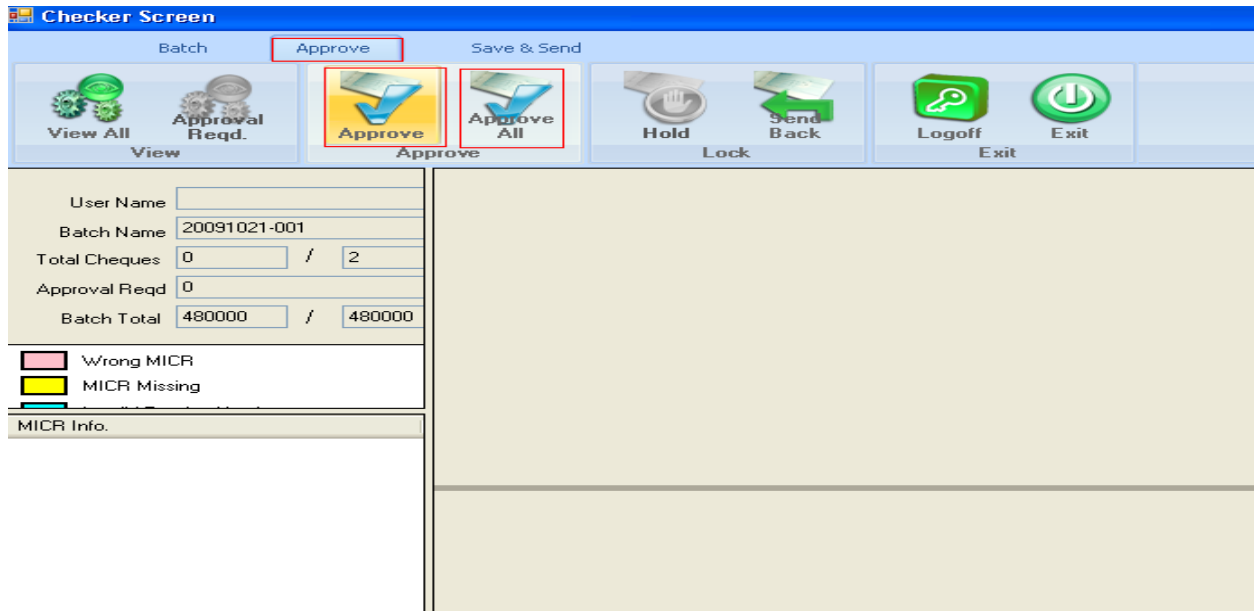 Checker Screen
Batch Approve Save & Send
View All Approval Reqd. Approve Approve All Hold Send Back Logoff Exit
View Approve Lock Exit
User Name
Batch Name 20091021-001
Total Cheques 0 / 2
Approval Reqd 0
Batch Total 480000 / 480000
Wrong MICR
MICR Missing
MICR Info.